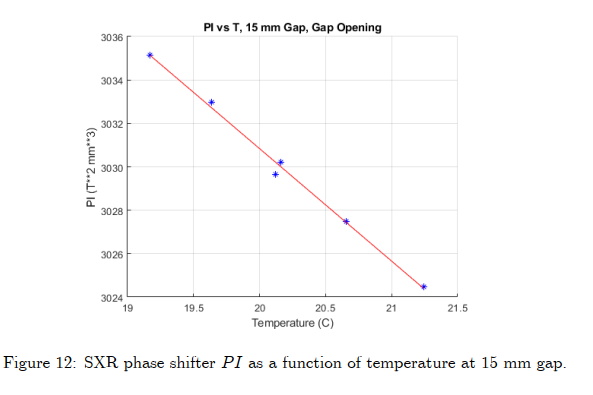 PI vs T, 15 mm Gap, Gap Opening
3036
3034
3032
3030
3028
3026
3024
PI (T**2 mm**3)
19 19.5 20 20.5 21 21.5
Temperature (C)
Figure 12: SXR phase shifter PI as a function of temperature at 15 mm gap.